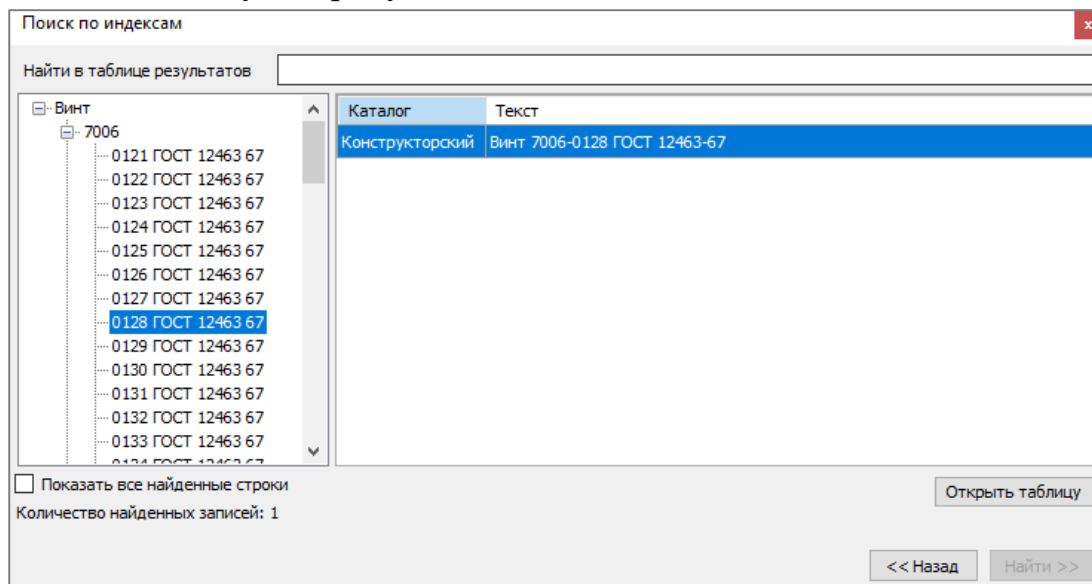 Поиск по индексам
x
Найти в таблице результатов
Винт
7006
0121 ГОСТ 12463 67
0122 ГОСТ 12463 67
0123 ГОСТ 12463 67
0124 ГОСТ 12463 67
0125 ГОСТ 12463 67
0126 ГОСТ 12463 67
0127 ГОСТ 12463 67
0128 ГОСТ 12463 67
0129 ГОСТ 12463 67
0130 ГОСТ 12463 67
0131 ГОСТ 12463 67
0132 ГОСТ 12463 67
0133 ГОСТ 12463 67
0134 ГОСТ 12463 67
Каталог Текст
Конструкторский Винт 7006-0128 ГОСТ 12463-67
Показать все найденные строки
Количество найденных записей: 1
Открыть таблицу
<< Назад Найти >>